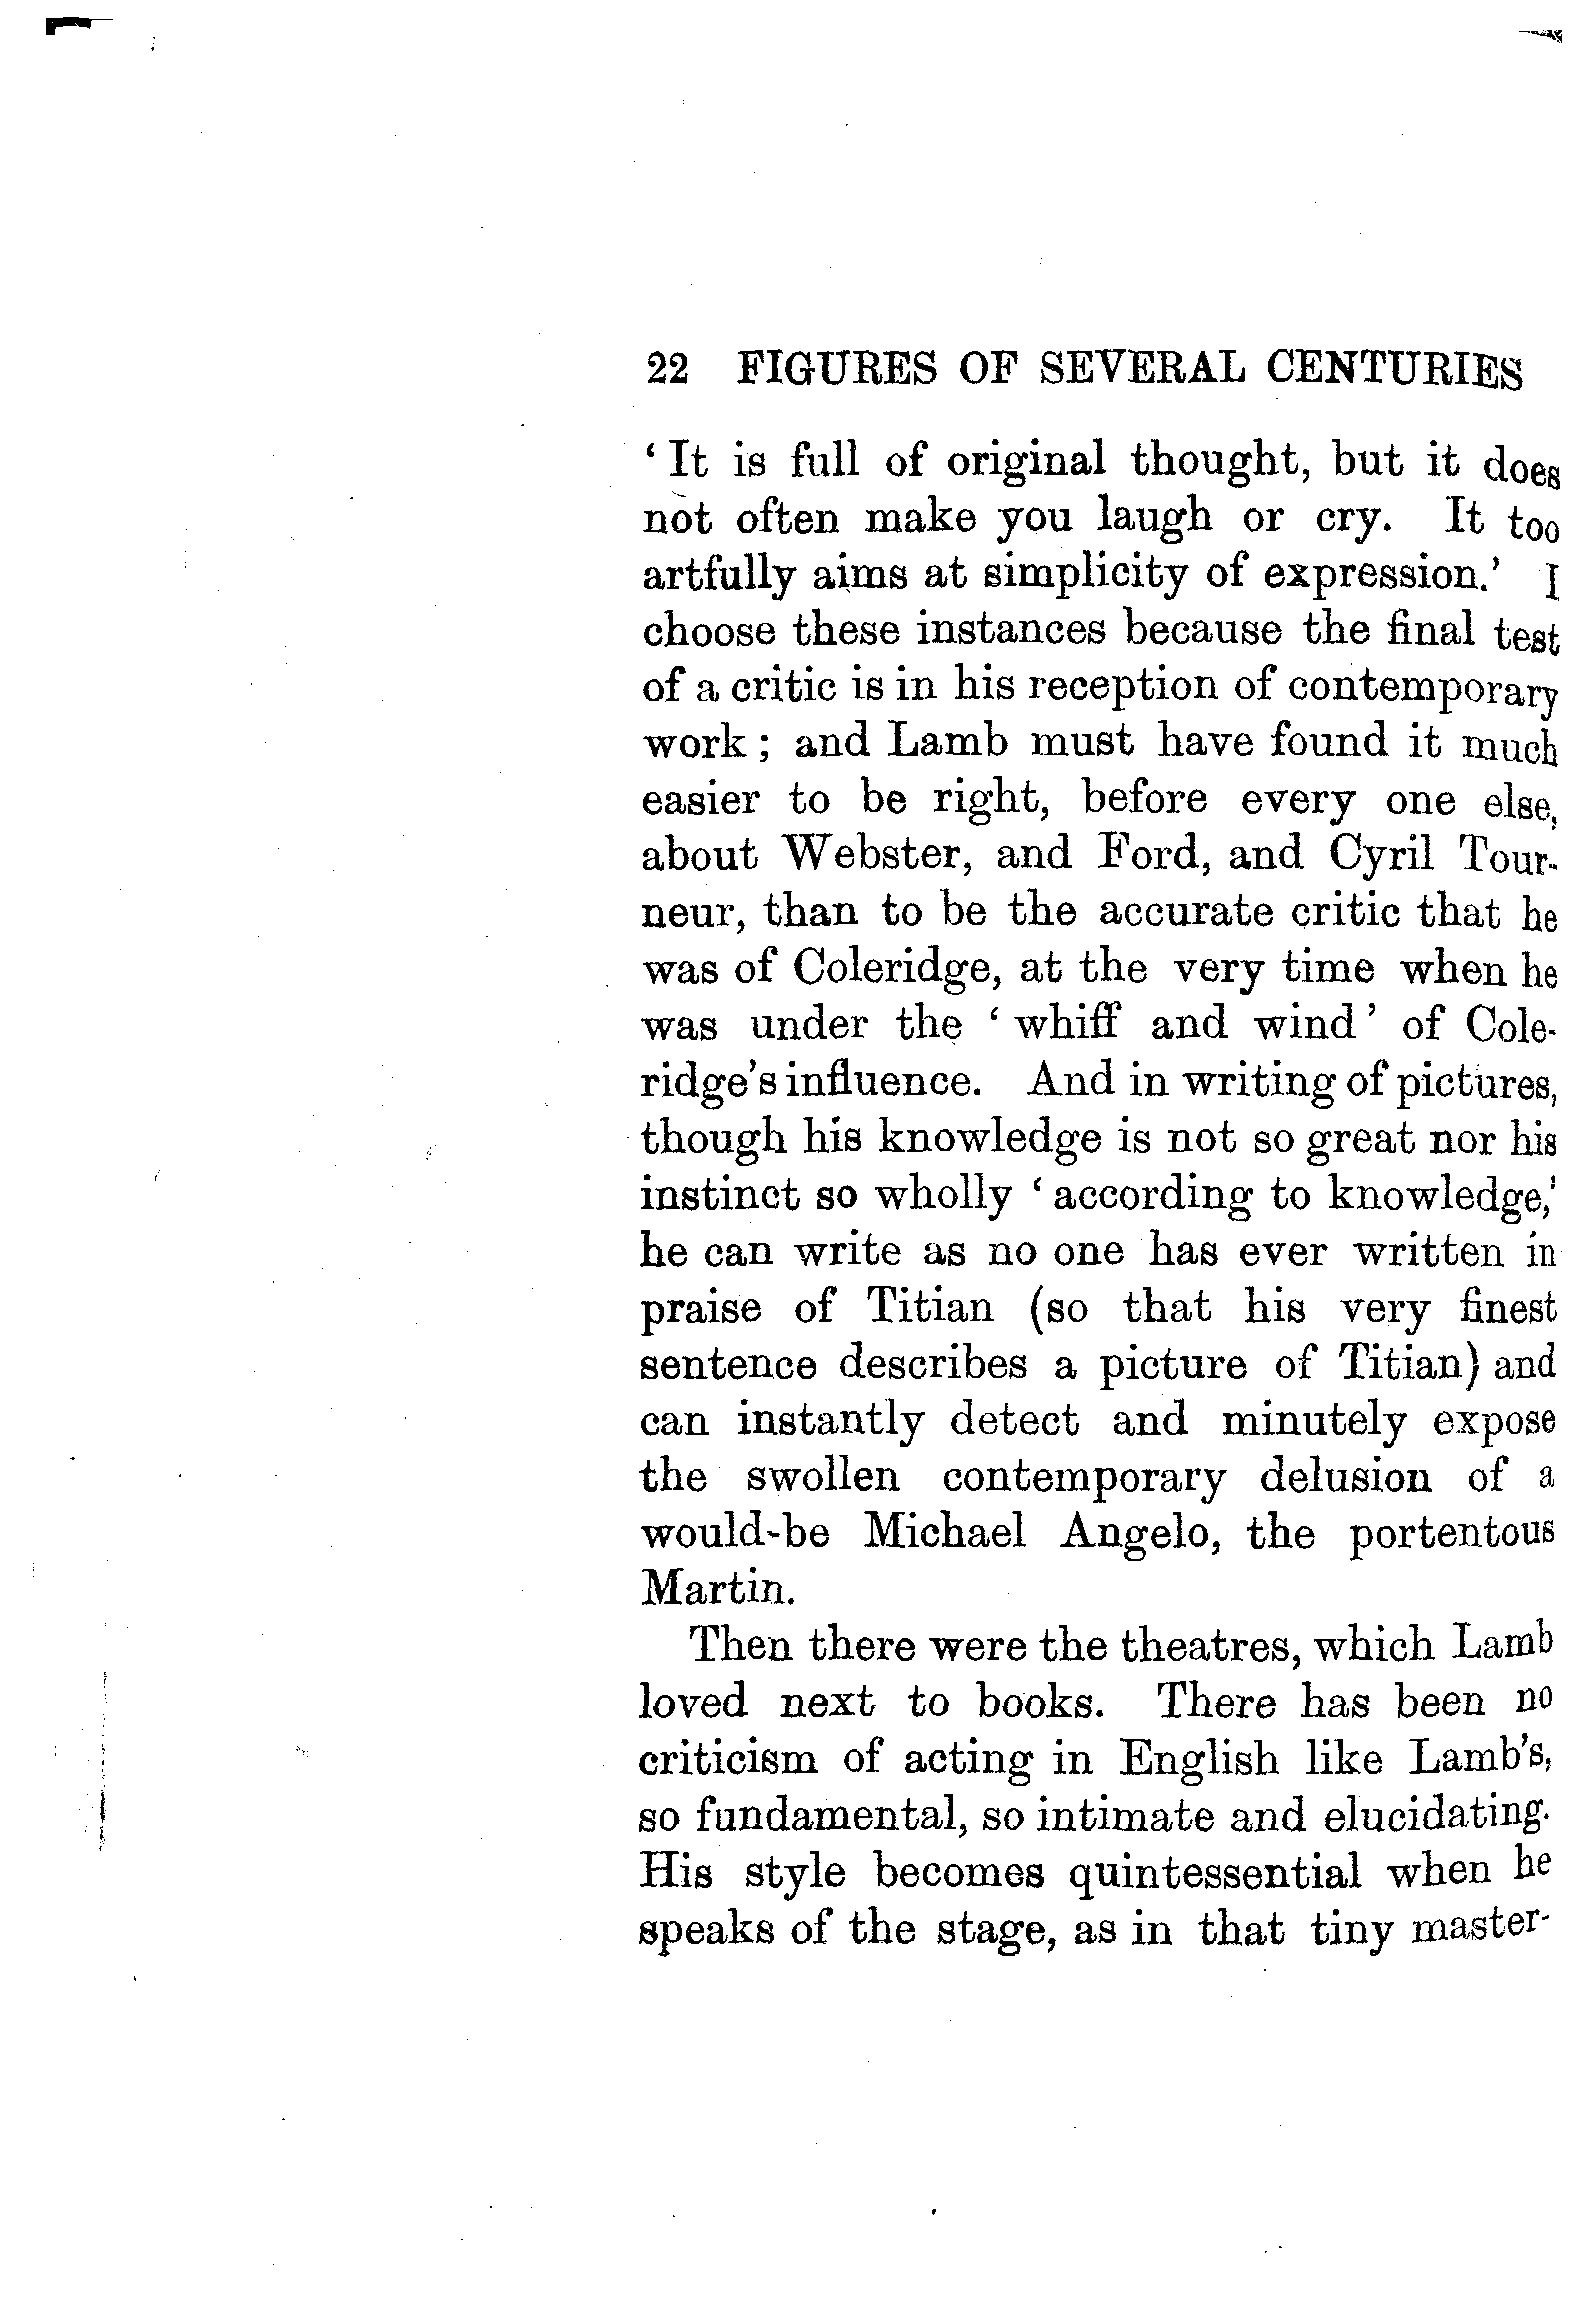 22 FIGURES OF SEVERAL CENTURIES
‘It is full of original thought, but it does
not often make you laugh or cry. It too
artfully aims at simplicity of expression.’ I
choose these instances because the final test
of a critic is in his reception of contemporary
work; and Lamb must have found it much
easier to be right, before every one else,
about Webster, and Ford, and Cyril Tour-
neur, than to be the accurate critic that he
was of Coleridge, at the very time when he
was under the ‘whiff and wind’ of Cole-
ridge's influence. And in writing of pictures,
though his knowledge is not so great nor his
instinct so wholly ‘according to knowledge,’
he can write as no one has ever written in
praise of Titian (so that his very finest
sentence describes a picture of Titian) and
can instantly detect and minutely expose
the swollen contemporary delusion of a
would-be Michael Angelo, the portentous
Martin.
Then there were the theatres, which Lamb
loved next to books. There has been no
criticism of acting in English like Lamb's,
so fundamental, so intimate and elucidating.
His style becomes quintessential when he
speaks of the stage, as in that tiny master-